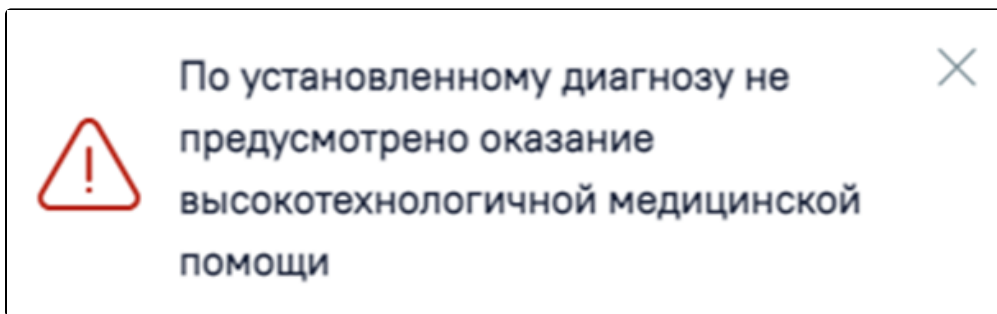 По установленному диагнозу не
предусмотрено оказание
высокотехнологичной медицинской
помощи